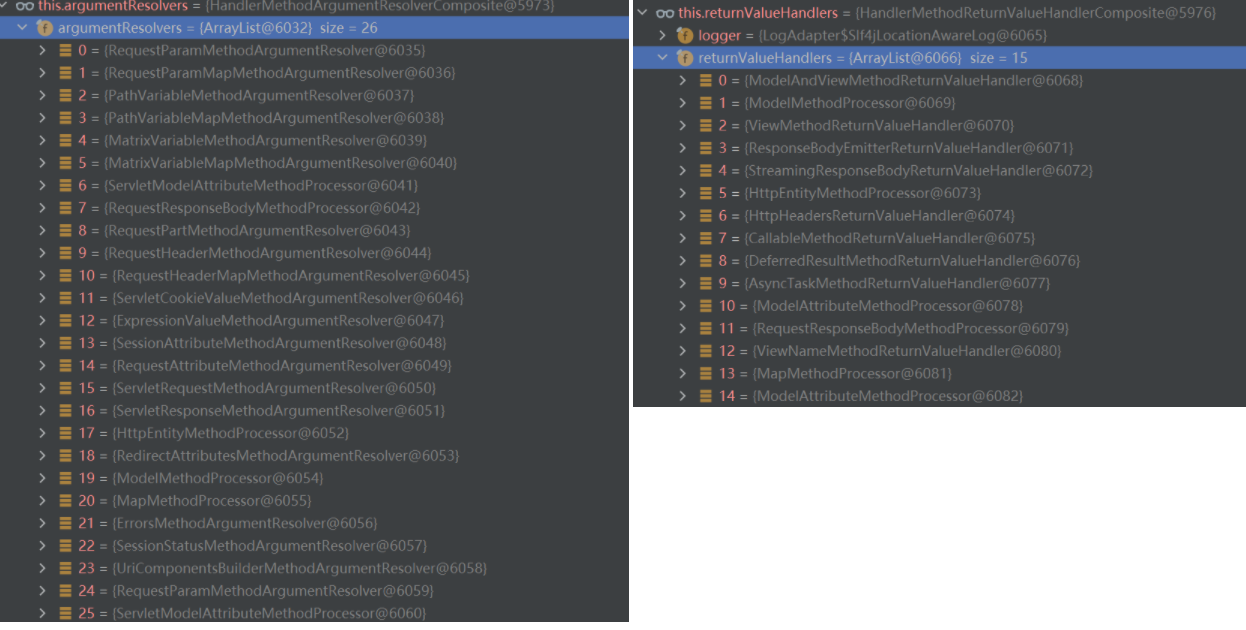 this.argumentResolvers = {HandlerMethodArgumentResolverComposite@5973}
argumentResolvers = {ArrayList@6032} size = 26
0 = {RequestParamMethodArgumentResolver@6035}
1 = {RequestParamMapMethodArgumentResolver@6036}
2 = {PathVariableMethodArgumentResolver@6037}
3 = {PathVariableMapMethodArgumentResolver@6038}
4 = {MatrixVariableMethodArgumentResolver@6039}
5 = {MatrixVariableMapMethodArgumentResolver@6040}
6 = {ServletModelAttributeMethodProcessor@6041}
7 = {RequestResponseBodyMethodProcessor@6042}
8 = {RequestPartMethodArgumentResolver@6043}
9 = {RequestHeaderMethodArgumentResolver@6044}
10 = {RequestHeaderMapMethodArgumentResolver@6045}
11 = {ServletCookieValueMethodArgumentResolver@6046}
12 = {ExpressionValueMethodArgumentResolver@6047}
13 = {SessionAttributeMethodArgumentResolver@6048}
14 = {RequestAttributeMethodArgumentResolver@6049}
15 = {ServletRequestMethodArgumentResolver@6050}
16 = {ServletResponseMethodArgumentResolver@6051}
17 = {HttpEntityMethodProcessor@6052}
18 = {RedirectAttributesMethodArgumentResolver@6053}
19 = {ModelMethodProcessor@6054}
20 = {MapMethodProcessor@6055}
21 = {ErrorsMethodArgumentResolver@6056}
22 = {SessionStatusMethodArgumentResolver@6057}
23 = {UriComponentsBuilderMethodArgumentResolver@6058}
24 = {RequestParamMethodArgumentResolver@6059}
25 = {ServletModelAttributeMethodProcessor@6060}
this.returnValueHandlers = {HandlerMethodReturnValueHandlerComposite@5976}
logger = {LogAdapter$Slf4jLocationAwareLog@6065}
returnValueHandlers = {ArrayList@6066} size = 15
0 = {ModelAndViewMethodReturnValueHandler@6068}
1 = {ModelMethodProcessor@6069}
2 = {ViewMethodReturnValueHandler@6070}
3 = {ResponseBodyEmitterReturnValueHandler@6071}
4 = {StreamingResponseBodyReturnValueHandler@6072}
5 = {HttpEntityMethodProcessor@6073}
6 = {HttpHeadersReturnValueHandler@6074}
7 = {CallableMethodReturnValueHandler@6075}
8 = {DeferredResultMethodReturnValueHandler@6076}
9 = {AsyncTaskMethodReturnValueHandler@6077}
10 = {ModelAttributeMethodProcessor@6078}
11 = {RequestResponseBodyMethodProcessor@6079}
12 = {ViewNameMethodReturnValueHandler@6080}
13 = {MapMethodProcessor@6081}
14 = {ModelAttributeMethodProcessor@6082}